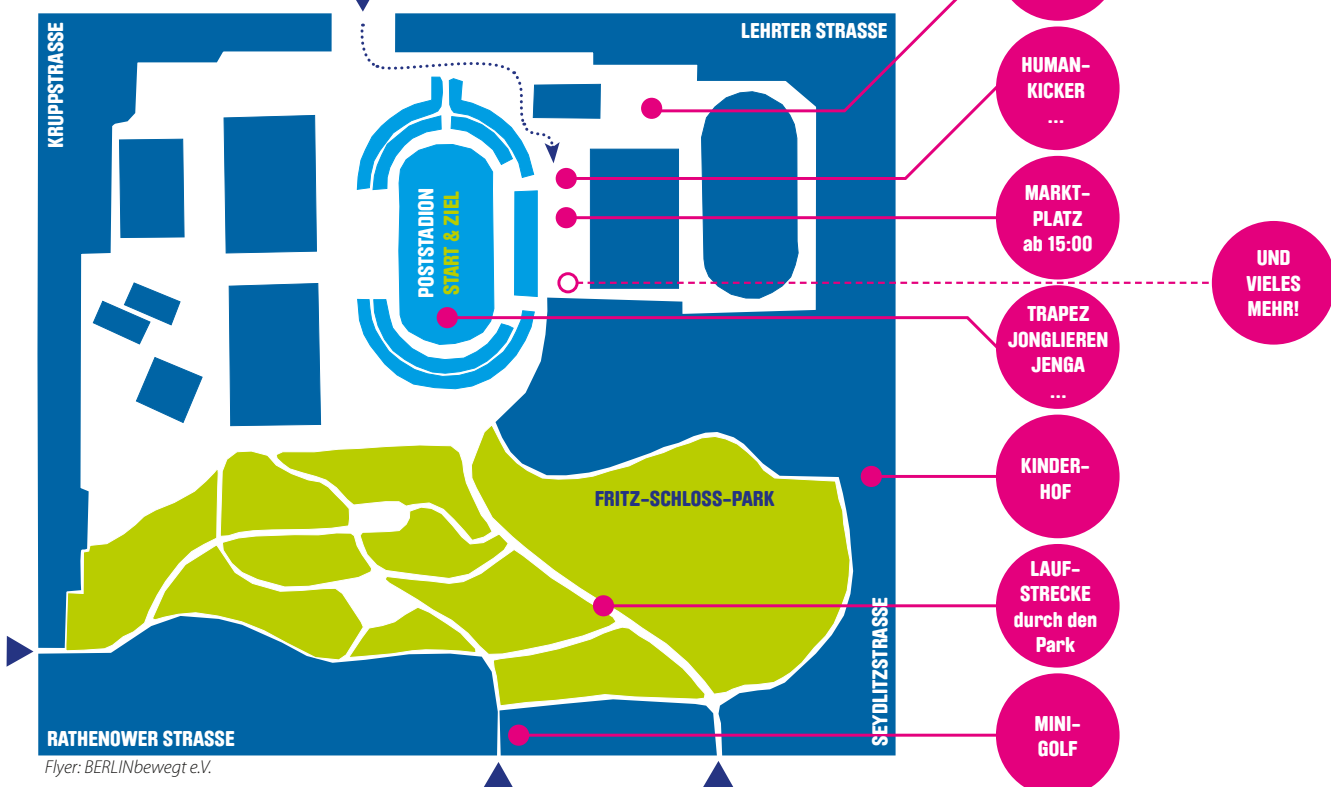 KRUPPSTRASSE
LEHRTER STRASSE
HUMAN-
KICKER
...
MARKT-
PLATZ
ab 15:00
UND
VIELES
MEHR!
POSTSTADION
START & ZIEL
TRAPEZ
JONGLIEREN
JENGA
...
KINDER-
HOF
FRITZ-SCHLOSS-PARK
LAUF-
STRECKE
durch den
Park
SEYDLITZSTRASSE
MINI-
GOLF
RATHENOWER STRASSE
Flyer: BERLINbewegt e.V.